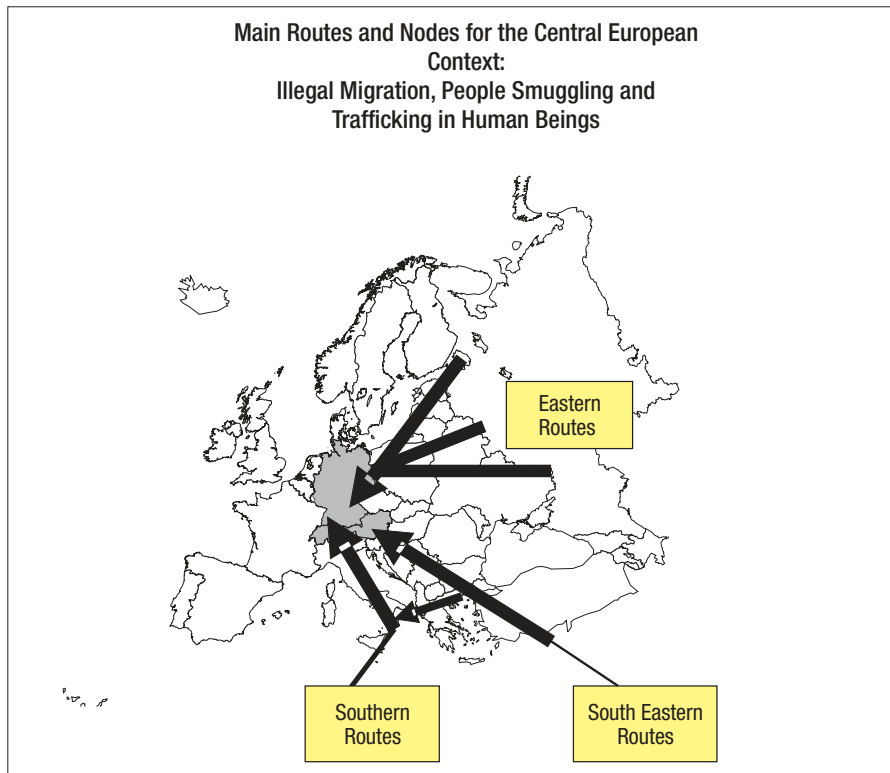 Main Routes and Nodes for the Central European
Context:
Illegal Migration, People Smuggling and
Trafficking in Human Beings
Eastern
Routes
Southern
Routes
South Eastern
Routes